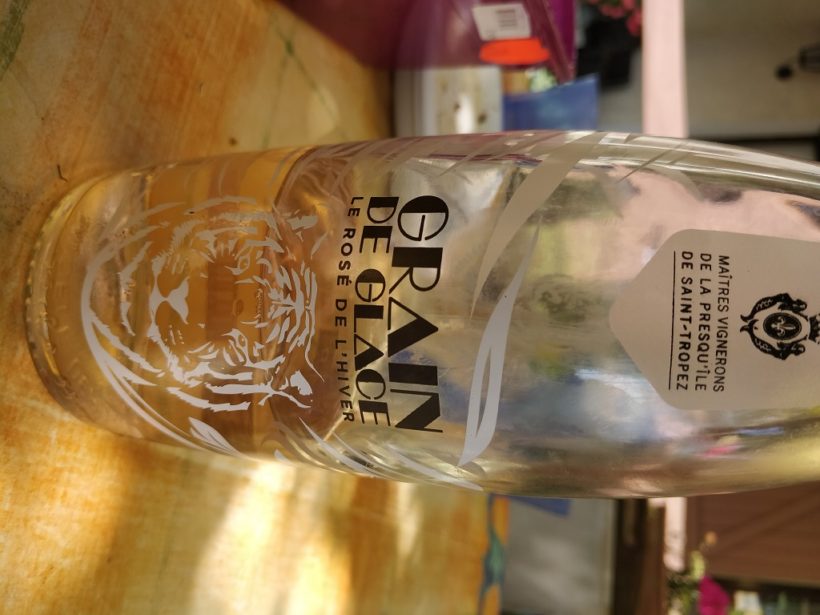 MAÎTRES VIGNERONS
DE LA PRESQU'ÎLE
DE SAINT-TROPEZ
GRAIN
DE GLACE
LE ROSÉ DE L'HIVER